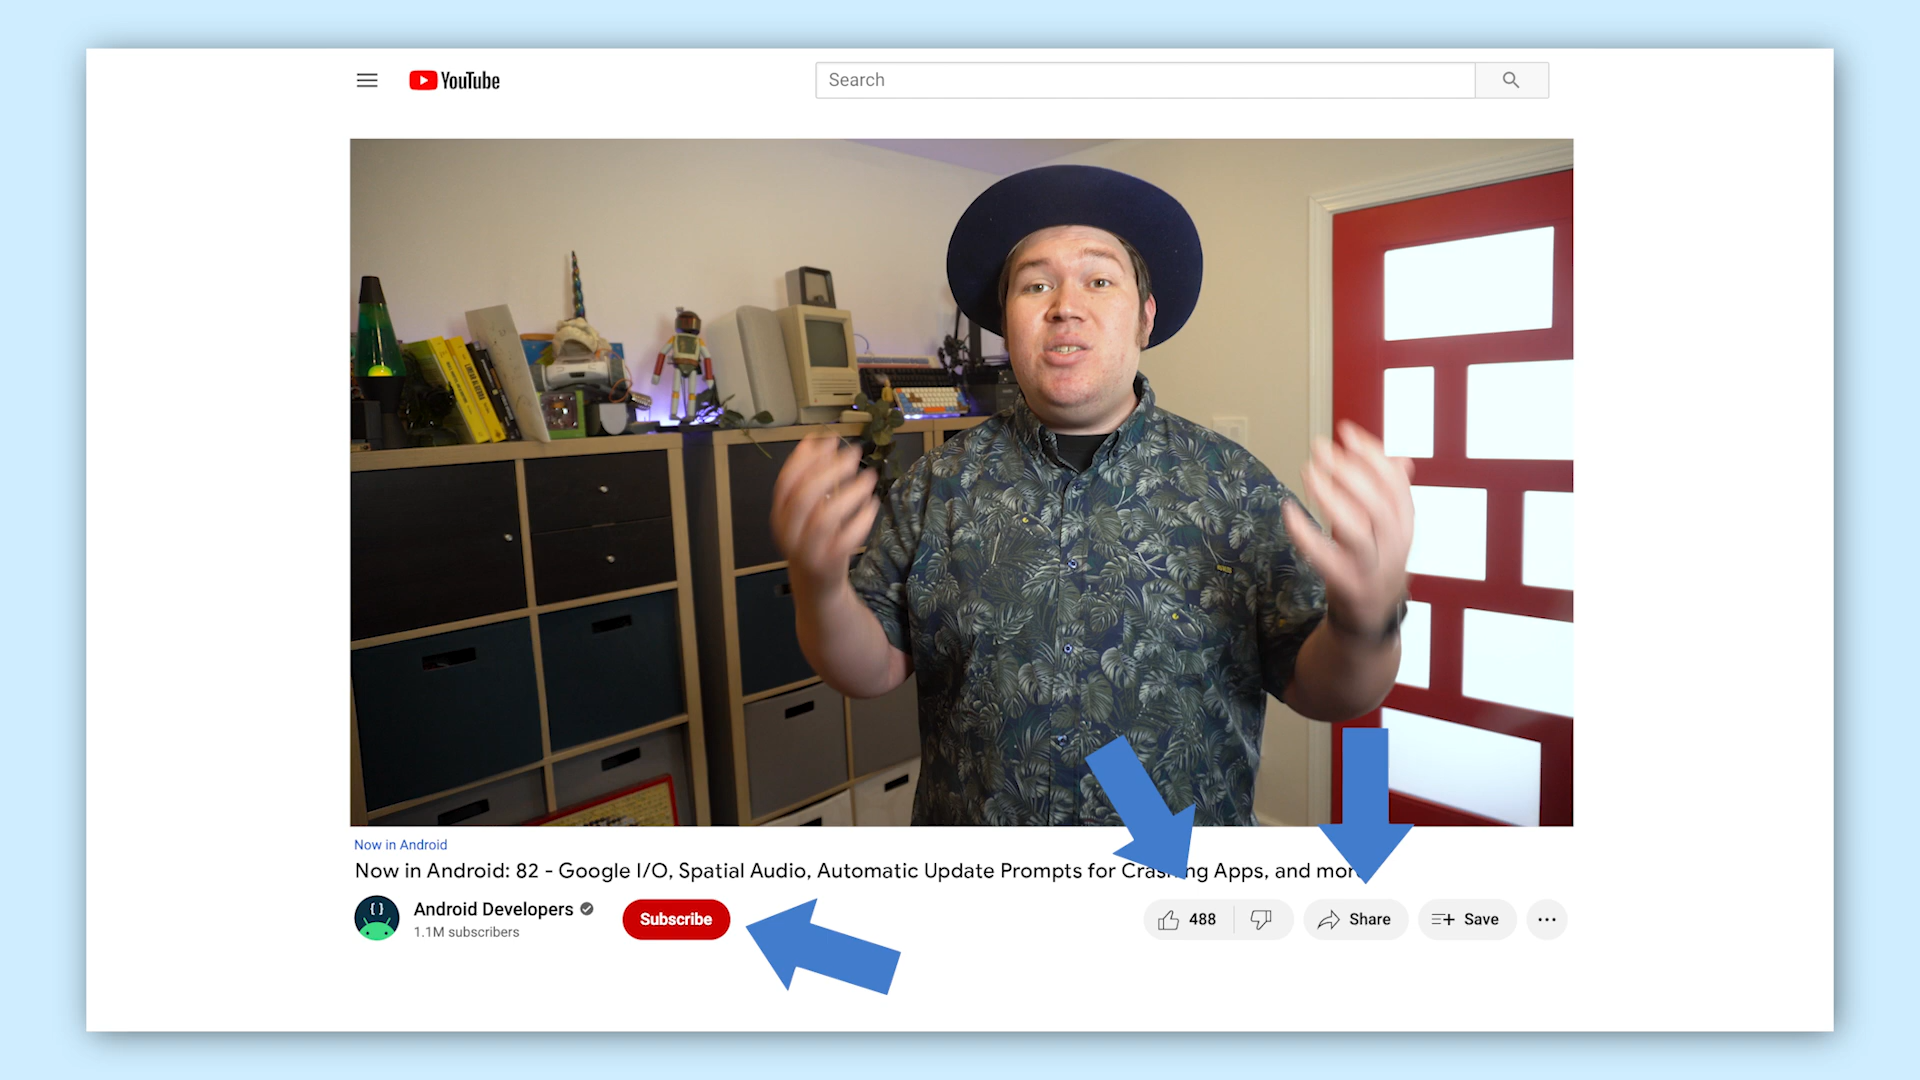 YouTube
Search
Now in Android
Now in Android: 82 - Google I/O, Spatial Audio, Automatic Update Prompts for Apps, and
Android Developers
1.1M subscribers
Subscribe
488
Share
Save